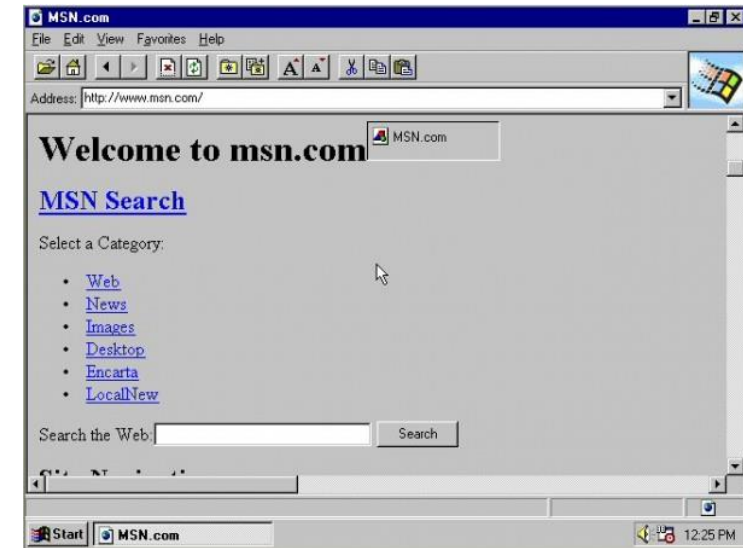 MSN.com
File Edit View Favorites Help
Address: http://www.msn.com/
Welcome to msn.com
MSN.com
MSN Search
Select a Category:
Web
News
Images
Desktop
Encarta
LocalNew
Search the Web: Search
Start MSN.com 12:25 PM